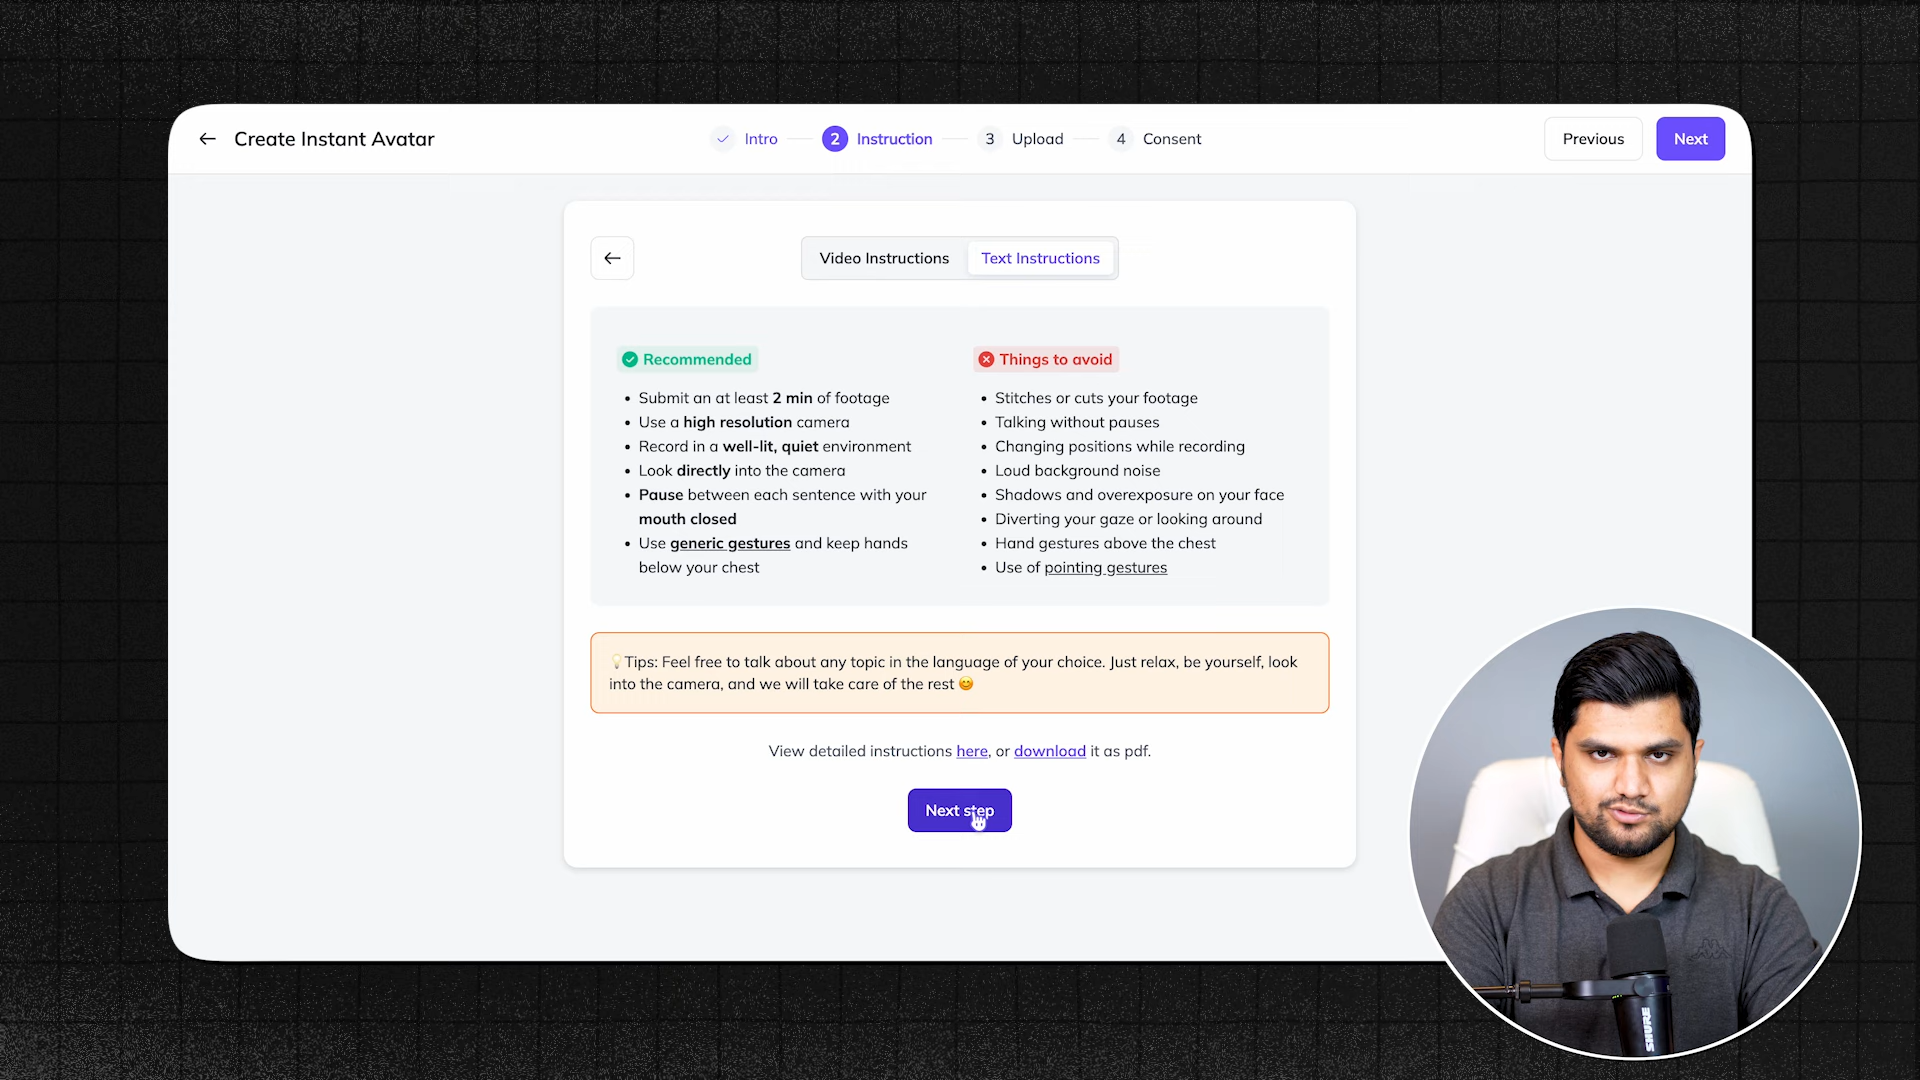 Create Instant Avatar
Intro
2 Instruction
3 Upload
4 Consent
Previous
Next
Video Instructions
Text Instructions
Recommended
• Submit an at least 2 min of footage
• Use a high resolution camera
• Record in a well-lit, quiet environment
• Look directly into the camera
• Pause between each sentence with your
mouth closed
• Use generic gestures and keep hands
below your chest
Things to avoid
• Stitches or cuts your footage
• Talking without pauses
• Changing positions while recording
• Loud background noise
• Shadows and overexposure on your face
• Diverting your gaze or looking around
• Hand gestures above the chest
• Use of pointing gestures
💡Tips: Feel free to talk about any topic in the language of your choice. Just relax, be yourself, look
into the camera, and we will take care of the rest 😊
View detailed instructions here, or download it as pdf.
Next step
SHURE